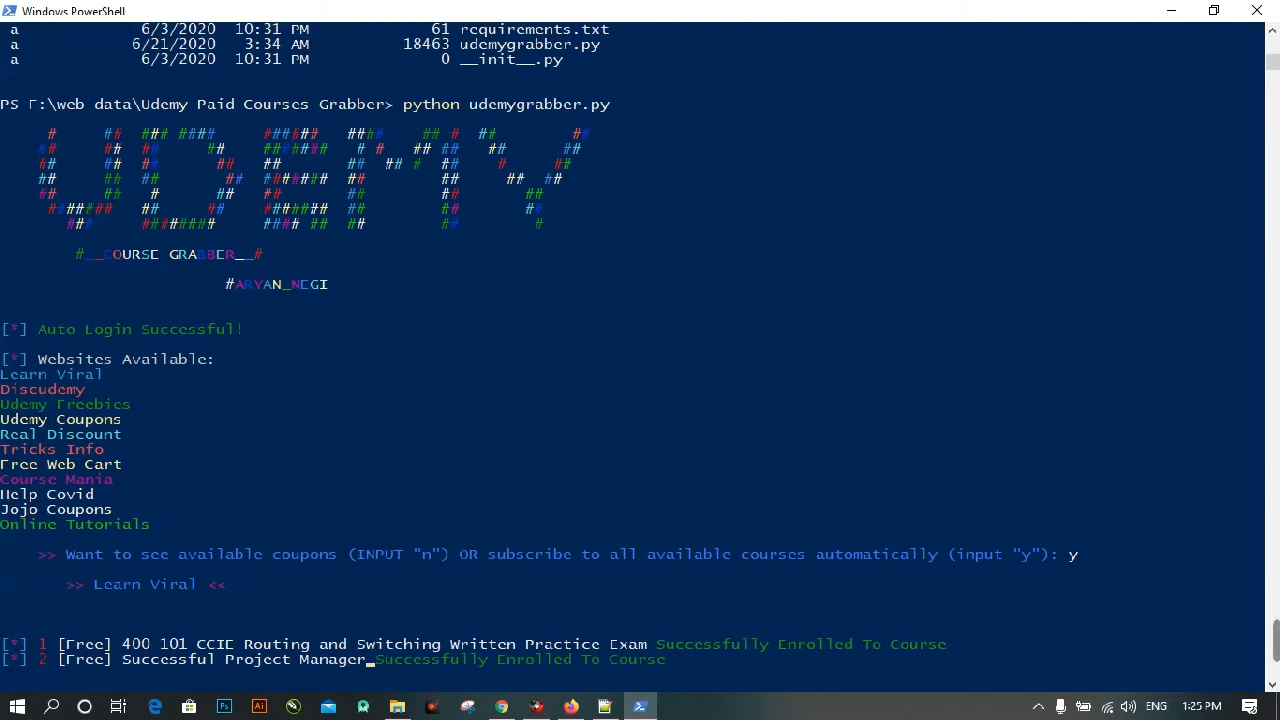 Windows PowerShell
a 6/3/2020 10:31 PM 61 requirements.txt
a 6/21/2020 3:34 AM 18463 udemygrabber.py
a 6/3/2020 10:31 PM 0 __init__.py
PS F:\web data\Udemy Paid Courses Grabber> python udemygrabber.py
UDEMY
#__COURSE GRABBER__#
#ARYAN_NEGI
[*] Auto Login Successful!
[*] Websites Available:
Learn Viral
Discudemy
Udemy Freebies
Udemy Coupons
Real Discount
Tricks Info
Free Web Cart
Course Mania
Help Covid
Jojo Coupons
Online Tutorials
>> Want to see available coupons (INPUT "n") OR subscribe to all available courses automatically (input "y"): y
>> Learn Viral <<
[*] 1 [Free] 400 101 CCIE Routing and Switching Written Practice Exam Successfully Enrolled To Course
[*] 2 [Free] Successful Project Manager Successfully Enrolled To Course
Ps Ai ENG 1:25 PM